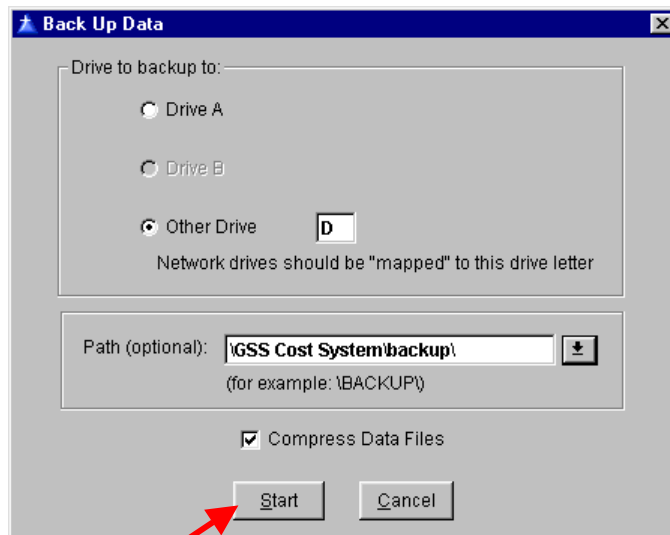 Back Up Data
Drive to backup to:
Drive A
Drive B
Other Drive D
Network drives should be "mapped" to this drive letter
Path (optional): \GSS Cost System\backup\
(for example: \BACKUP\)
Compress Data Files
Start Cancel